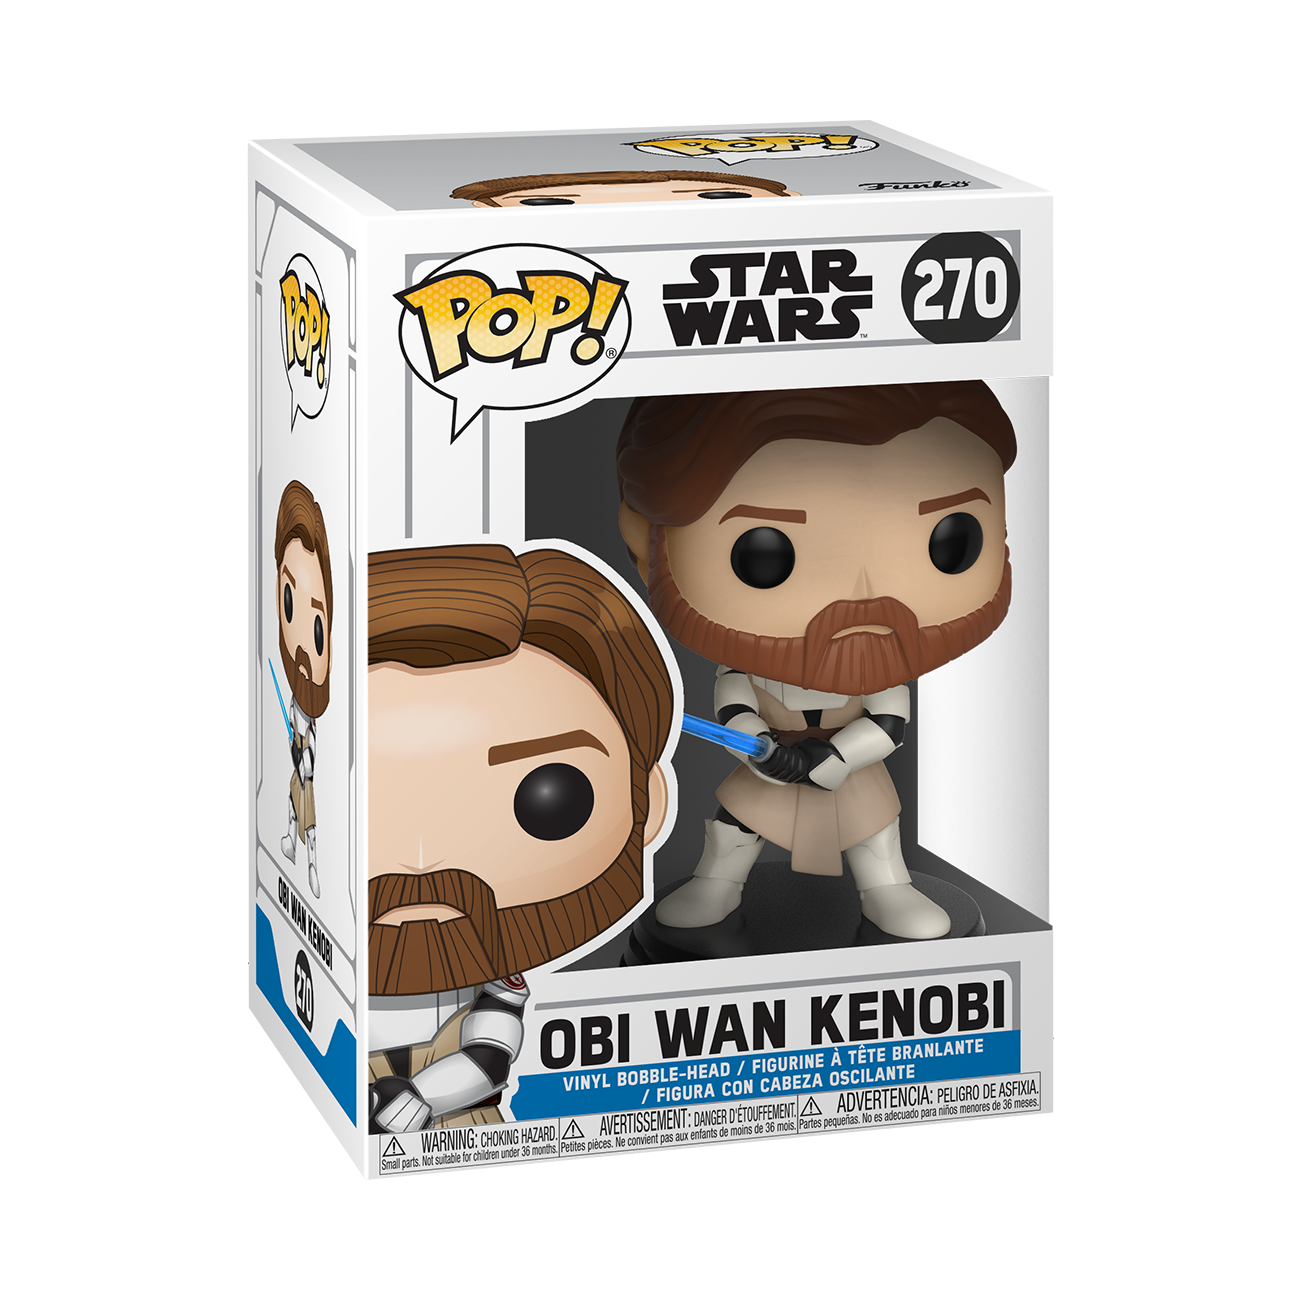 POP!
Funko
POP! ®
STAR
WARS™
270
POP!
OBI WAN KENOBI
270
OBI WAN KENOBI
VINYL BOBBLE-HEAD / FIGURINE À TÊTE BRANLANTE
/ FIGURA CON CABEZA OSCILANTE
WARNING: CHOKING HAZARD.
Small parts. Not suitable for children under 36 months.
AVERTISSEMENT: DANGER D'ÉTOUFFEMENT.
Petites pièces. Ne convient pas aux enfants de moins de 36 mois.
ADVERTENCIA: PELIGRO DE ASFIXIA.
Partes pequeñas. No es adecuado para niños menores de 36 meses.